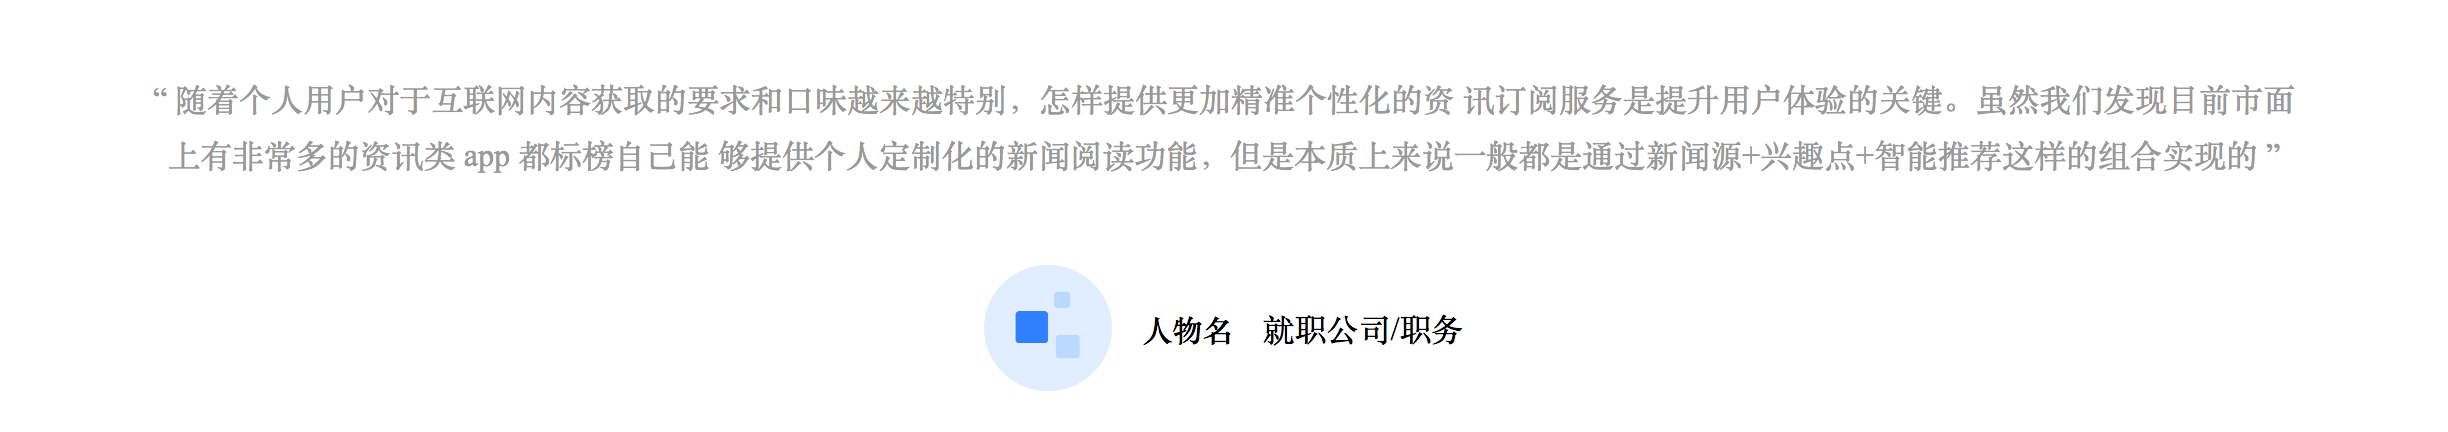 “ 随着个人用户对于互联网内容获取的要求和口味越来越特别，怎样提供更加精准个性化的资 讯订阅服务是提升用户体验的关键。虽然我们发现目前市面
上有非常多的资讯类 app 都标榜自己能 够提供个人定制化的新闻阅读功能，但是本质上来说一般都是通过新闻源+兴趣点+智能推荐这样的组合实现的 ”
人物名 就职公司/职务